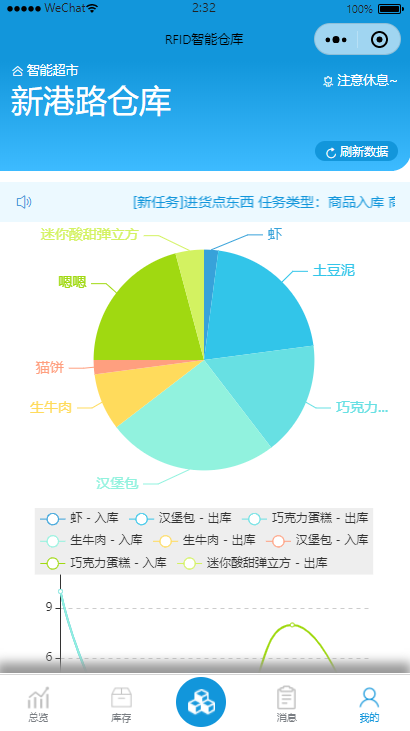 WeChat 2:32 100%
RFID智能仓库
智能超市
注意休息~
新港路仓库
刷新数据
[新任务]进货点东西 任务类型：商品入库 商
迷你酸甜弹立方
虾
嗯嗯
土豆泥
猫饼
生牛肉
巧克力...
汉堡包
虾 - 入库 汉堡包 - 出库 巧克力蛋糕 - 出库
生牛肉 - 入库 生牛肉 - 出库 汉堡包 - 入库
巧克力蛋糕 - 入库 迷你酸甜弹立方 - 出库
9
6
总览 库存 消息 我的